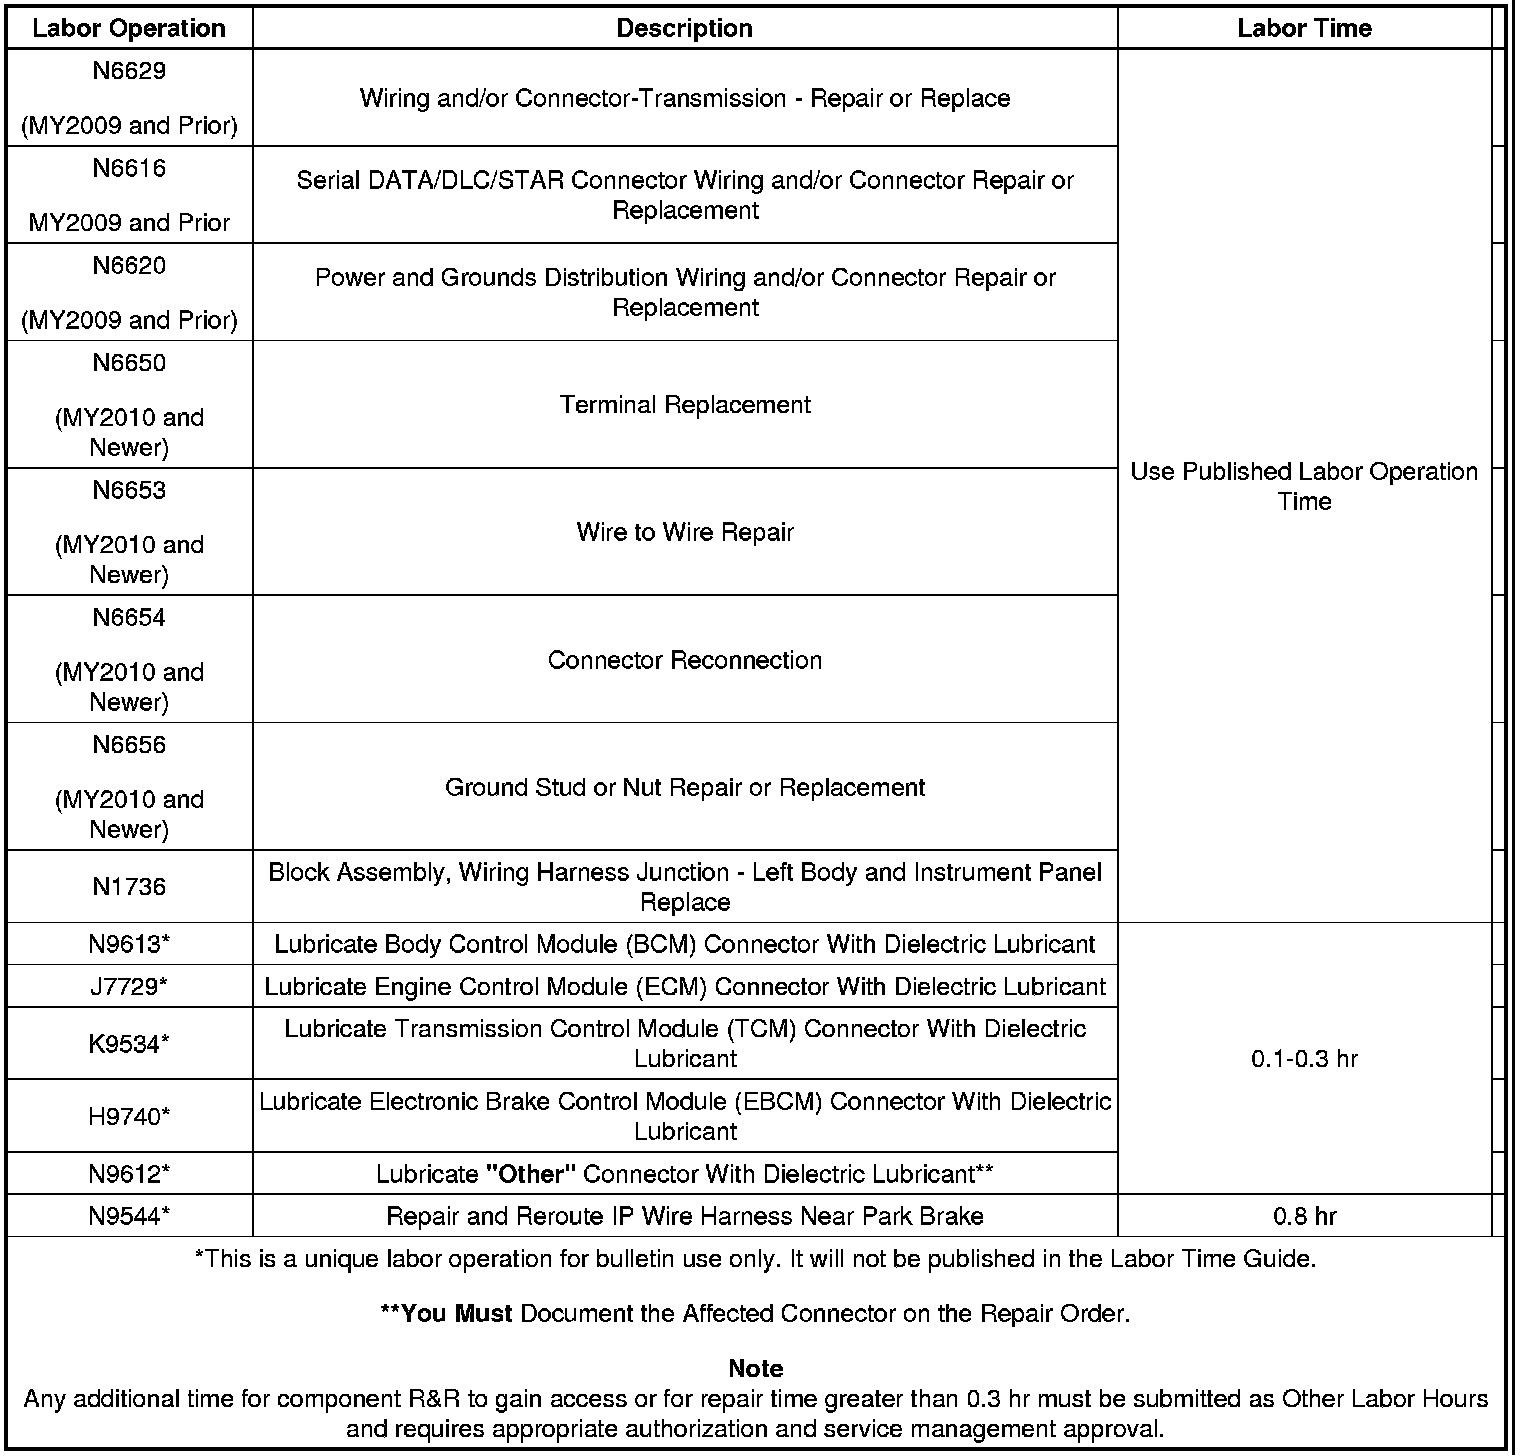 Labor Operation Description Labor Time
N6629
(MY2009 and Prior)
Wiring and/or Connector-Transmission - Repair or Replace
N6616
MY2009 and Prior
Serial DATA/DLC/STAR Connector Wiring and/or Connector Repair or
Replacement
N6620
(MY2009 and Prior)
Power and Grounds Distribution Wiring and/or Connector Repair or
Replacement
N6650
(MY2010 and
Newer)
Terminal Replacement
N6653
(MY2010 and
Newer)
Wire to Wire Repair
N6654
(MY2010 and
Newer)
Connector Reconnection
N6656
(MY2010 and
Newer)
Ground Stud or Nut Repair or Replacement
N1736
Block Assembly, Wiring Harness Junction - Left Body and Instrument Panel
Replace
Use Published Labor Operation
Time
N9613* Lubricate Body Control Module (BCM) Connector With Dielectric Lubricant
J7729* Lubricate Engine Control Module (ECM) Connector With Dielectric Lubricant
K9534*
Lubricate Transmission Control Module (TCM) Connector With Dielectric
Lubricant
H9740*
Lubricate Electronic Brake Control Module (EBCM) Connector With Dielectric
Lubricant
N9612* Lubricate "Other" Connector With Dielectric Lubricant**
0.1-0.3 hr
N9544* Repair and Reroute IP Wire Harness Near Park Brake 0.8 hr
*This is a unique labor operation for bulletin use only. It will not be published in the Labor Time Guide.
**You Must Document the Affected Connector on the Repair Order.
Note
Any additional time for component R&R to gain access or for repair time greater than 0.3 hr must be submitted as Other Labor Hours
and requires appropriate authorization and service management approval.